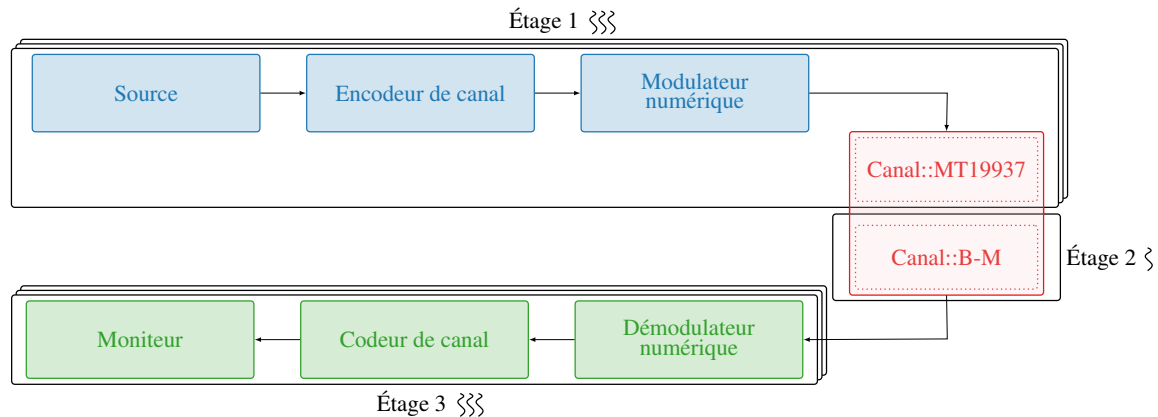 Étage 1
Source
Encodeur de canal
Modulateur
numérique
Canal::MT19937
Canal::B-M
Étage 2
Moniteur
Codeur de canal
Démodulateur
numérique
Étage 3